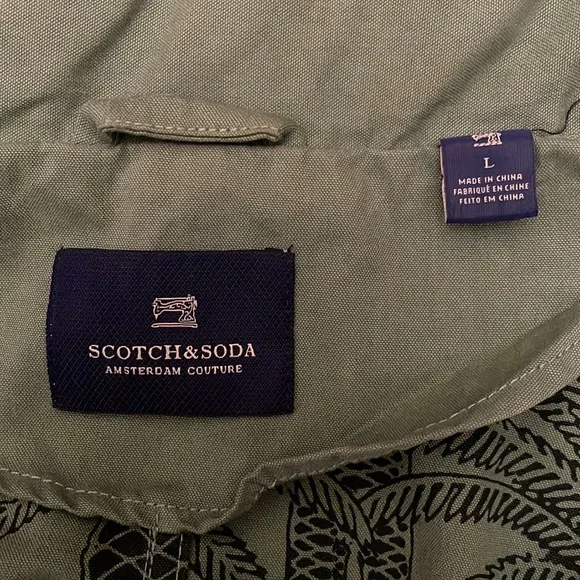 SCOTCH&SODA
AMSTERDAM COUTURE
L
MADE IN CHINA
FABRIQUÉ EN CHINE
FEITO EM CHINA